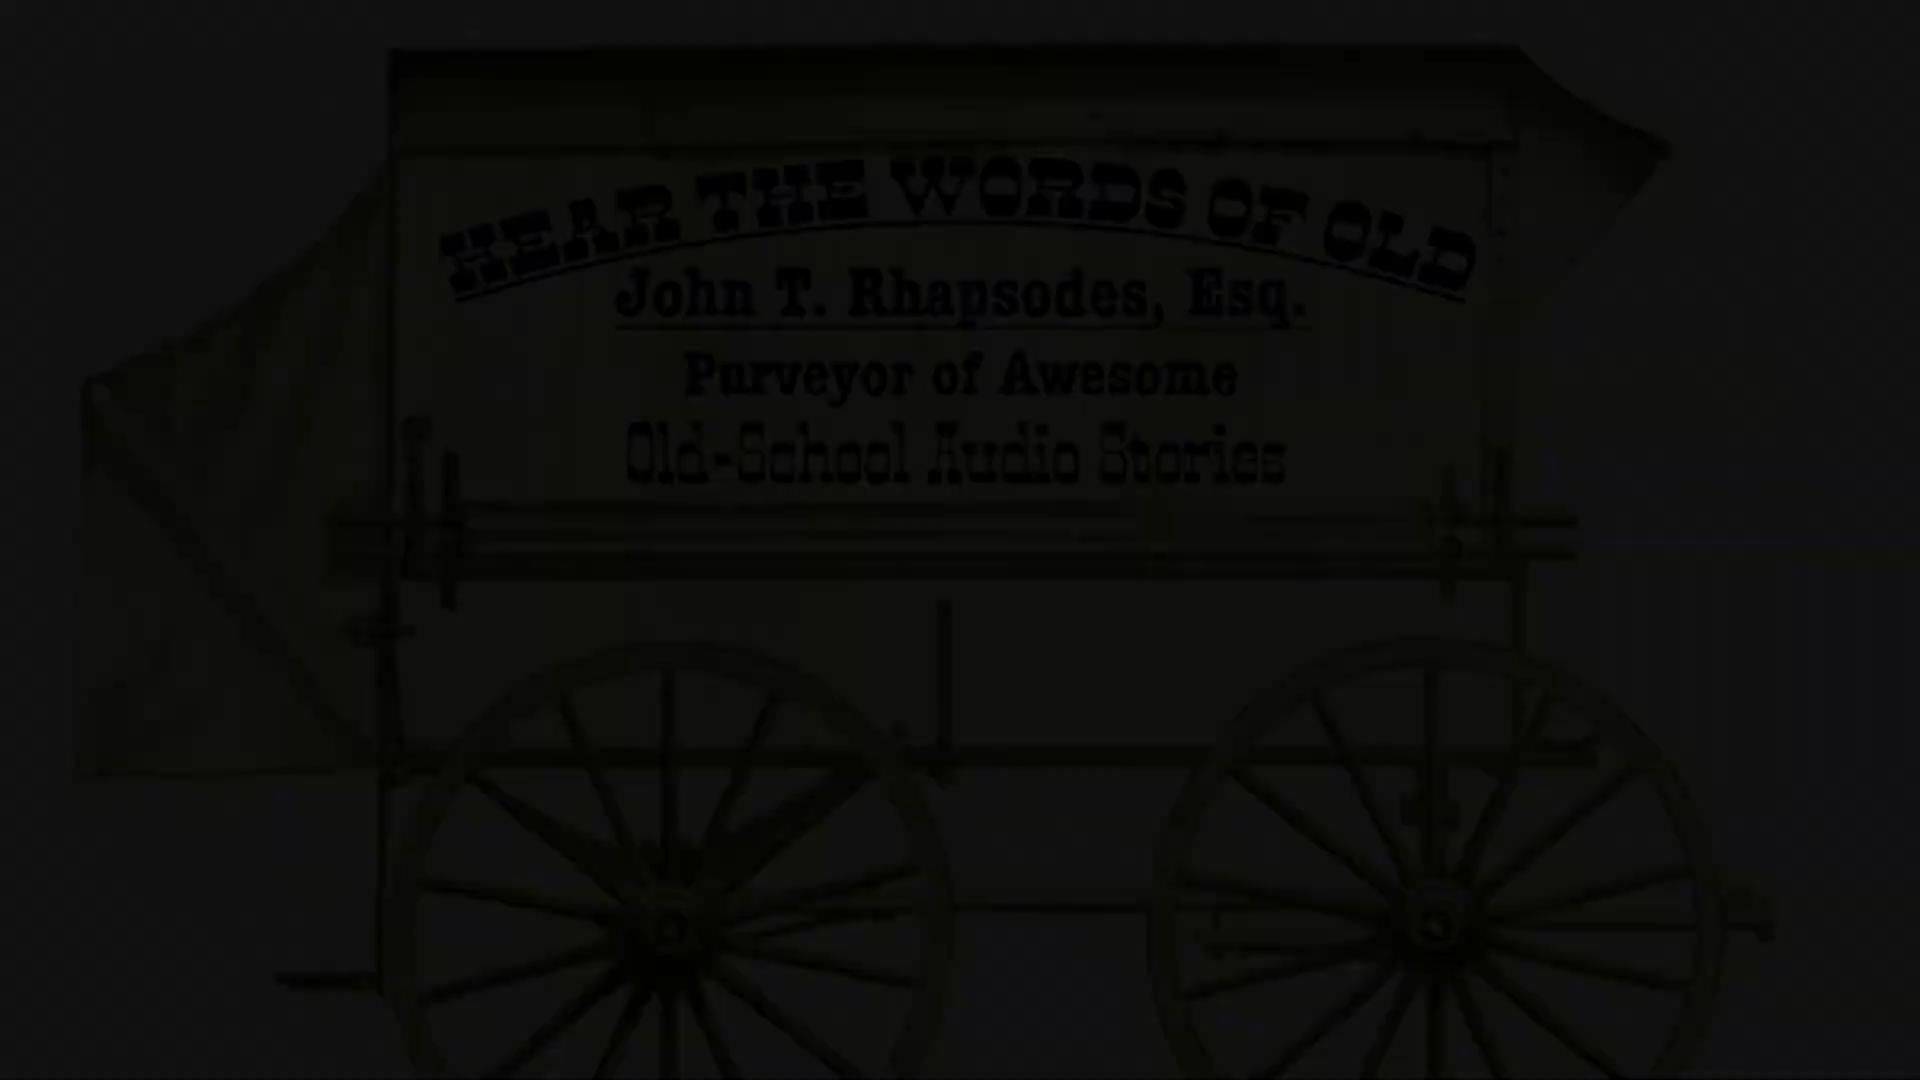 HEAR THE WORDS OF OLD
John T. Rhapsodes, Esq.
Purveyor of Awesome
Old-School Audio Stories